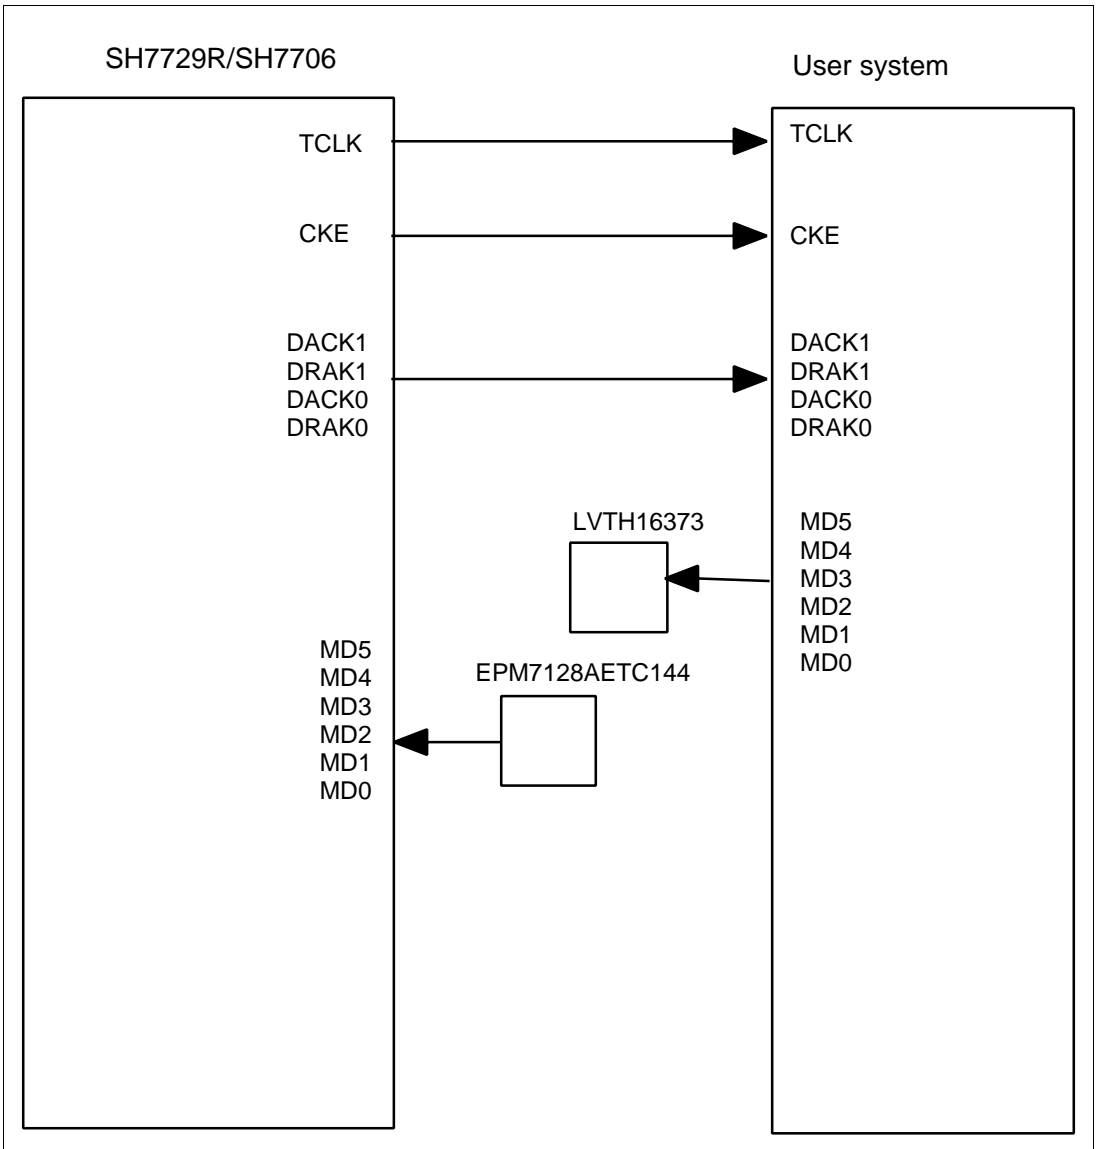 SH7729R/SH7706
User system
TCLK
TCLK
CKE
CKE
DACK1
DRAK1
DACK0
DRAK0
DACK1
DRAK1
DACK0
DRAK0
LVTH16373
MD5
MD4
MD3
MD2
MD1
MD0
EPM7128AETC144
MD5
MD4
MD3
MD2
MD1
MD0